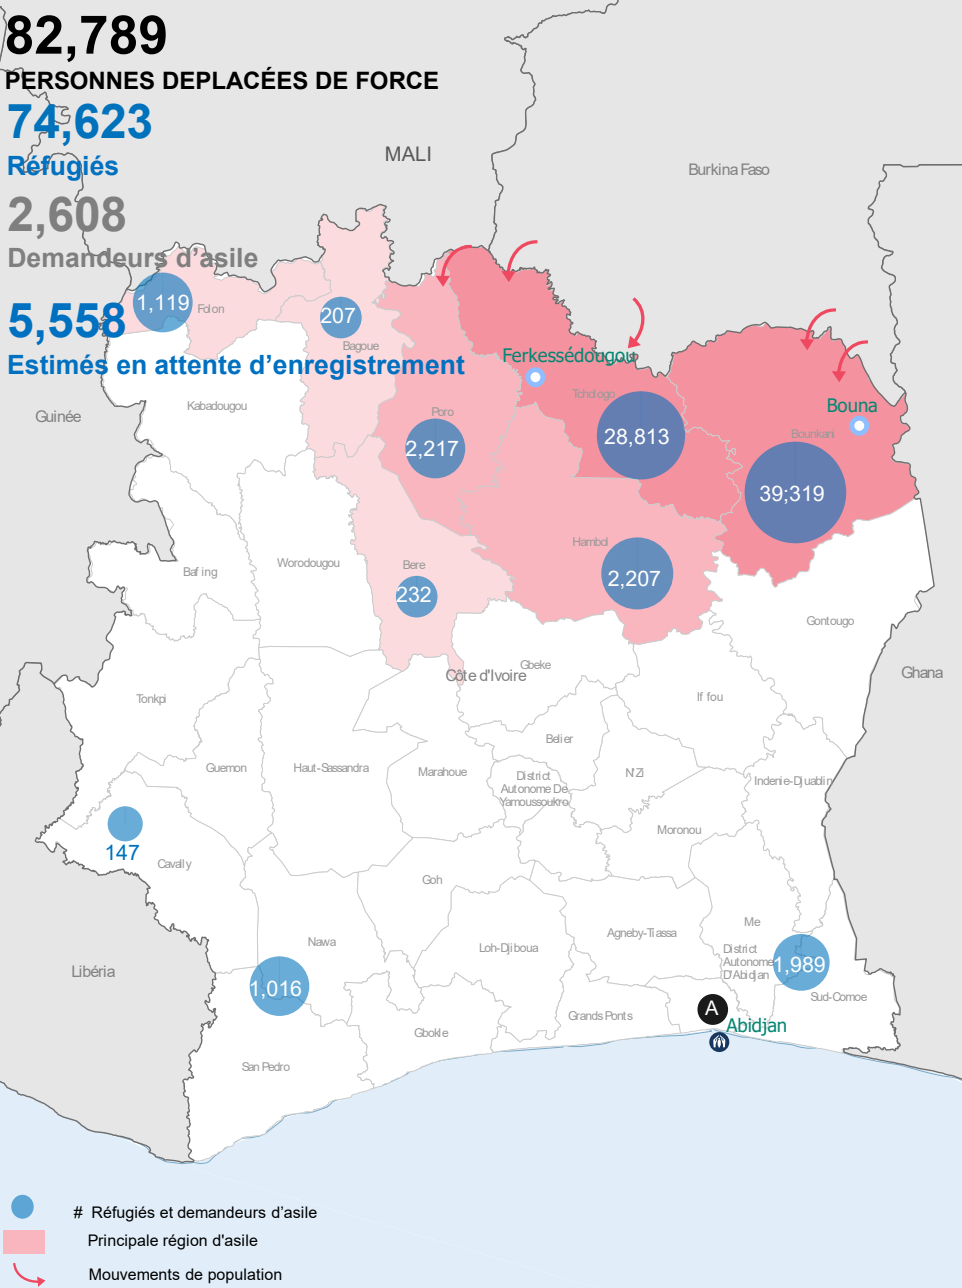 82,789
PERSONNES DEPLACÉES DE FORCE
74,623
Réfugiés
2,608
Demandeurs d'asile
5,558
Estimés en attente d'enregistrement
MALI
Burkina Faso
1,119
Folon
207
Bagoue
Ferkessédougou
Tchologo
Bouna
Bounkani
Kabadougou
Guinée
Poro
2,217
28,813
39;319
Hambol
2,207
Bere
232
Worodougou
Bafing
Gontougo
Gbeke
Côte d'Ivoire
Ghana
Tonkpi
Iffou
Belier
Guemon
Haut-Sassandra
Marahoue
District
Autonome De
Yamoussoukro
N'Zi
Indenie-Djuablin
Moronou
147
Cavally
Goh
Me
Agneby-Tiassa
Nawa
Loh-Djiboua
District
Autonome
D'Abidjan
1,989
Libéria
1,016
Sud-Comoe
A
Grands Ponts
Abidjan
Gbokle
San Pedro
# Réfugiés et demandeurs d'asile
Principale région d'asile
Mouvements de population